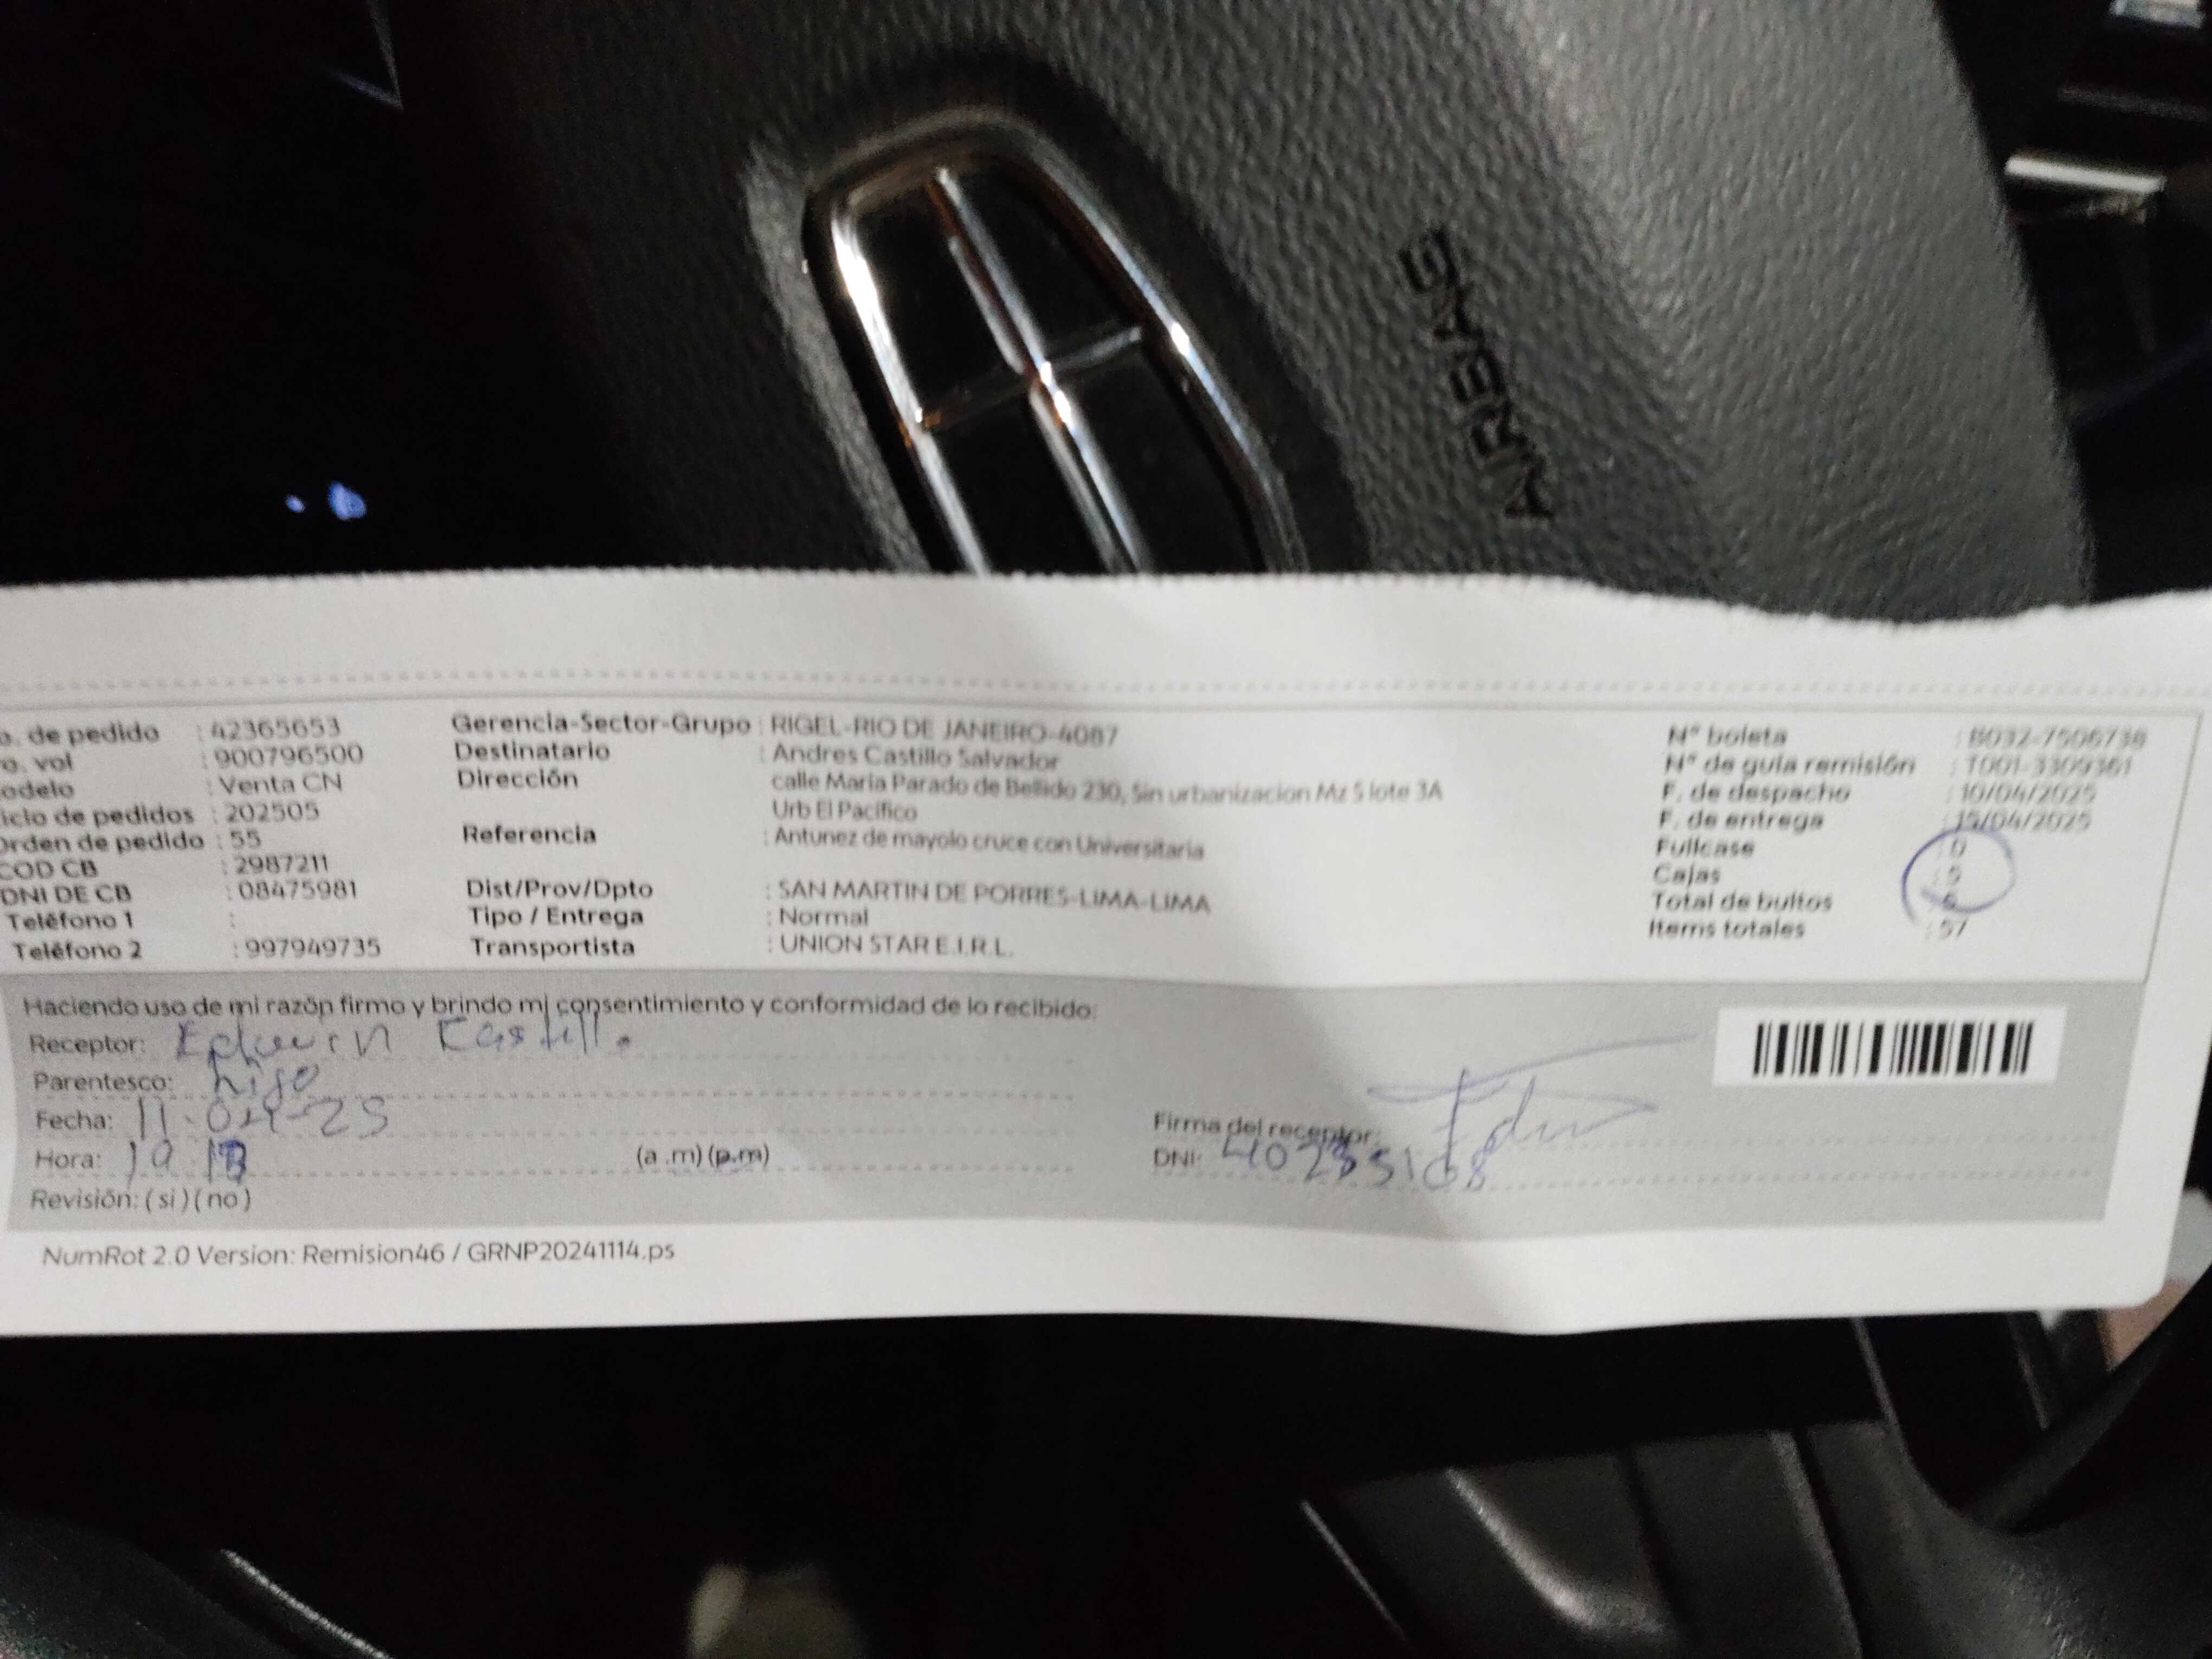 AIRBAG
o. de pedido : 42365653
ro. vol : 900796500
odelo : Venta CN
iclo de pedidos : 202505
Orden de pedido : 55
COD CB : 2987211
DNI DE CB : 08475981
Teléfono 1 :
Teléfono 2 : 997949735
Gerencia-Sector-Grupo : RIGEL-RIO DE JANEIRO-4087
Destinatario : Andres Castillo Salvador
Dirección : calle Maria Parado de Bellido 230, Sin urbanizacion Mz S lote 3A
Urb El Pacífico
Referencia : Antunez de mayolo cruce con Universitaria
Dist/Prov/Dpto : SAN MARTIN DE PORRES-LIMA-LIMA
Tipo / Entrega : Normal
Transportista : UNION STAR E.I.R.L.
N° boleta : B032-7506738
N° de guía remisión : T001-3309361
F. de despacho : 10/04/2025
F. de entrega : 15/04/2025
Fullcase : 0
Cajas
Total de bultos
Items totales : 57
Haciendo uso de mi razón firmo y brindo mi consentimiento y conformidad de lo recibido:
Receptor: Edwin Castillo
Parentesco: hijo
Fecha: 11-04-25
Hora: 19 (a .m) (p.m)
Revisión: ( si ) ( no )
Firma del receptor:
DNI:
NumRot 2.0 Version: Remision46 / GRNP20241114.ps